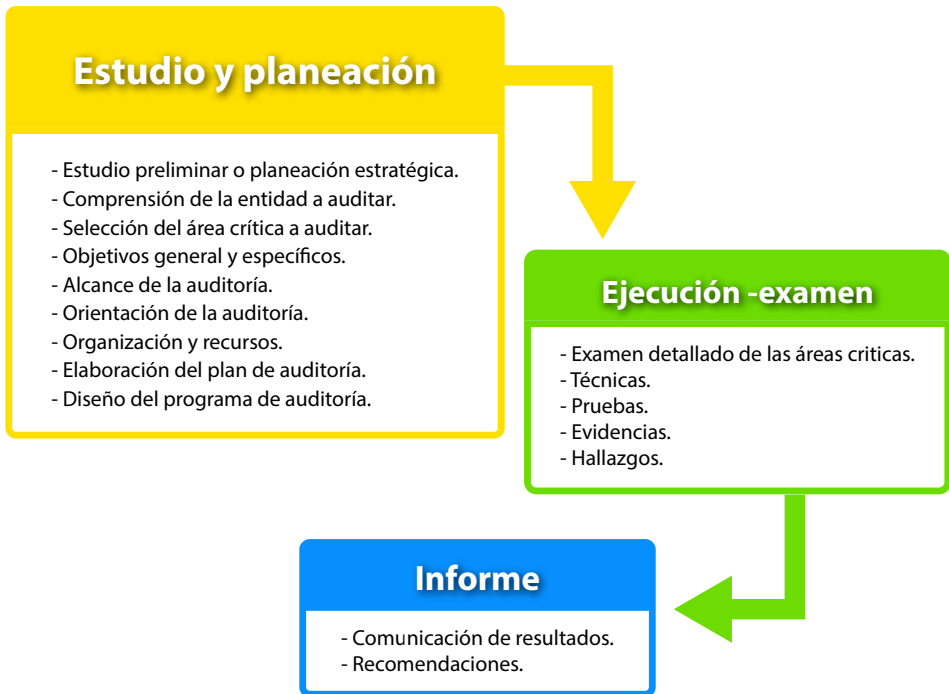 Estudio y planeación
- Estudio preliminar o planeación estratégica.
- Comprensión de la entidad a auditar.
- Selección del área crítica a auditar.
- Objetivos general y específicos.
- Alcance de la auditoría.
- Orientación de la auditoría.
- Organización y recursos.
- Elaboración del plan de auditoría.
- Diseño del programa de auditoría.
Ejecución -examen
- Examen detallado de las áreas criticas.
- Técnicas.
- Pruebas.
- Evidencias.
- Hallazgos.
Informe
- Comunicación de resultados.
- Recomendaciones.